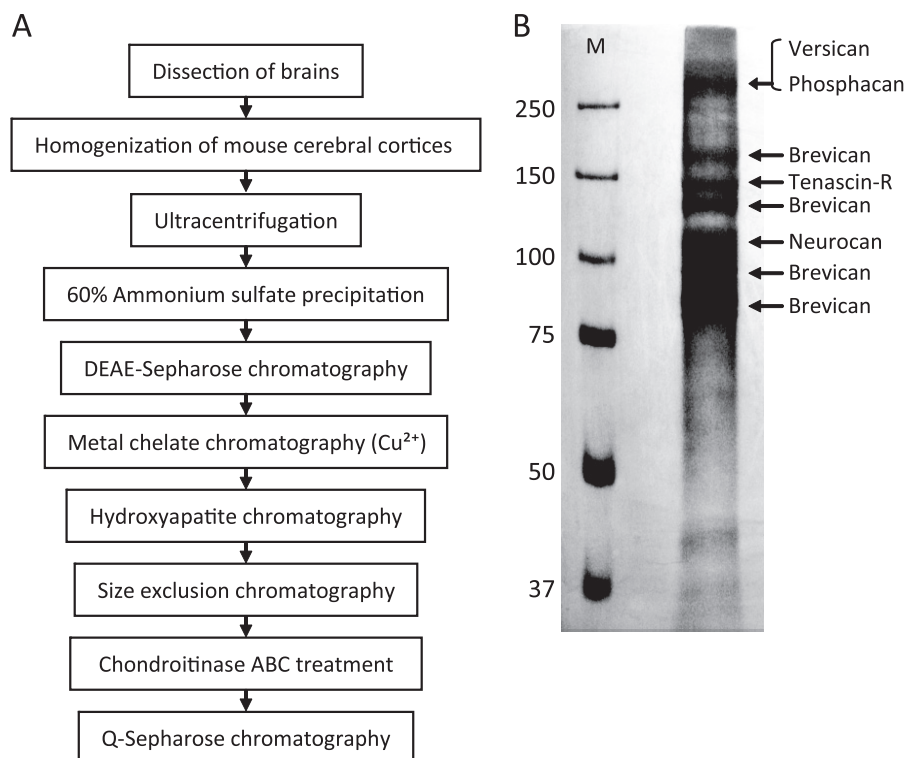 A
Dissection of brains
Homogenization of mouse cerebral cortices
Ultracentrifugation
60% Ammonium sulfate precipitation
DEAE-Sepharose chromatography
Metal chelate chromatography (Cu²⁺)
Hydroxyapatite chromatography
Size exclusion chromatography
Chondroitinase ABC treatment
Q-Sepharose chromatography
B
M
250
150
100
75
50
37
Versican
Phosphacan
Brevican
Tenascin-R
Brevican
Neurocan
Brevican
Brevican